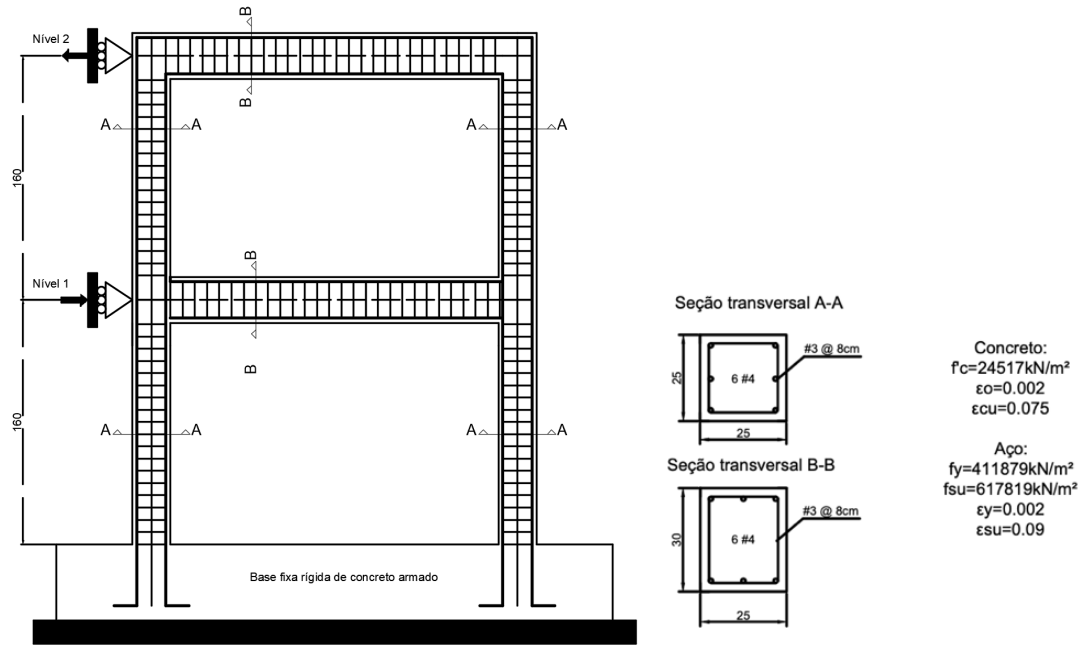 Nível 2
B
B
A
A
A
A
160
B
Nível 1
B
160
A
A
A
A
Base fixa rígida de concreto armado
Seção transversal A-A
#3 @ 8cm
25
6 #4
25
Seção transversal B-B
#3 @ 8cm
30
6 #4
25
Concreto:
f'c=24517kN/m²
εo=0.002
εcu=0.075
Aço:
fy=411879kN/m²
fsu=617819kN/m²
εy=0.002
εsu=0.09